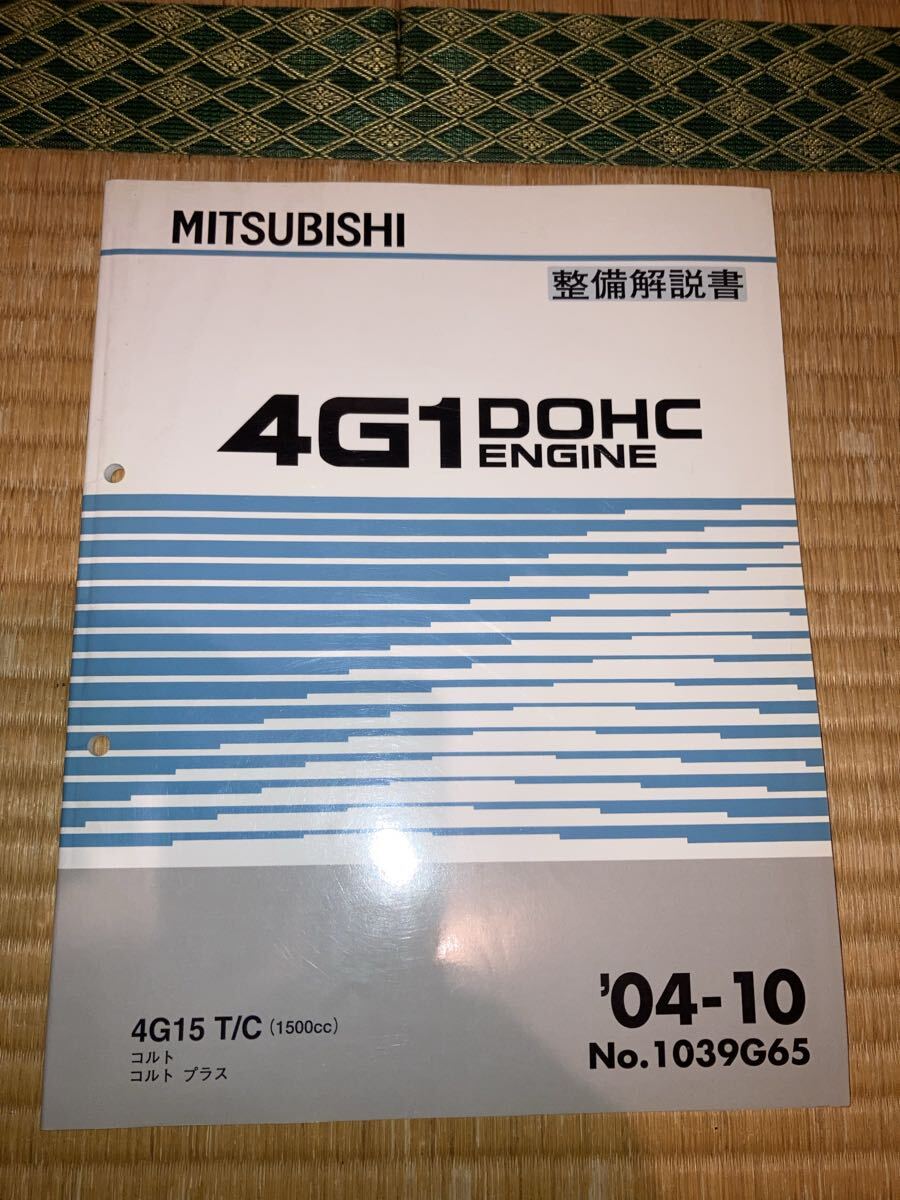 MITSUBISHI
整備解説書
4G1 DOHC
ENGINE
4G15 T/C (1500cc)
コルト
コルト プラス
'04-10
No.1039G65